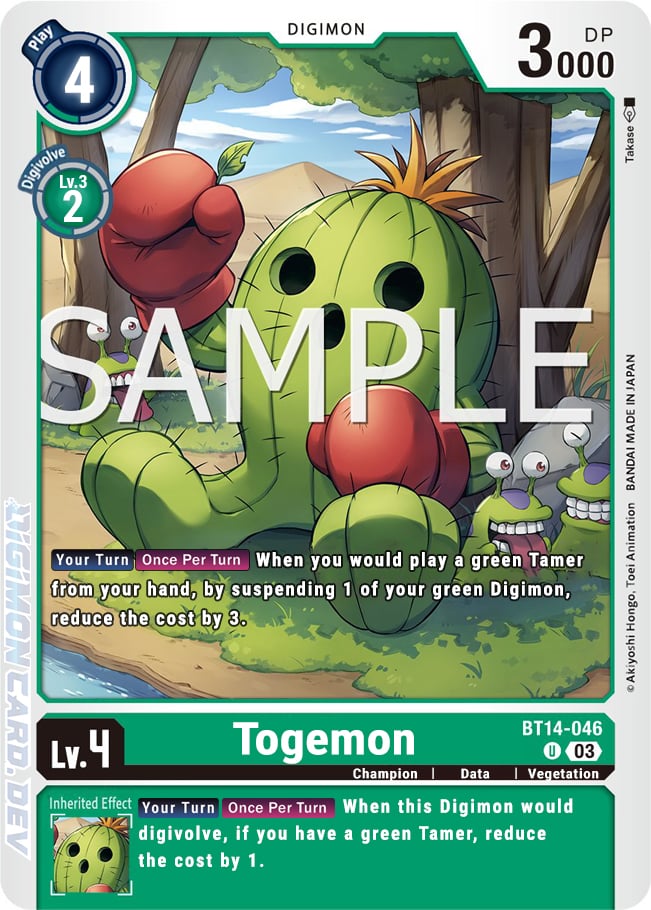 DIGIMON
Play
4
3000
DP
Digivolve
Lv.3
2
Takase
SAMPLE
Your Turn Once Per Turn When you would play a green Tamer
from your hand, by suspending 1 of your green Digimon,
reduce the cost by 3.
© Akiyoshi Hongo, Toei Animation BANDAI MADE IN JAPAN
DIGIMONCARD.DEV
Lv.4
Togemon
BT14-046
U 03
Champion | Data | Vegetation
Inherited Effect
Your Turn Once Per Turn When this Digimon would
digivolve, if you have a green Tamer, reduce
the cost by 1.